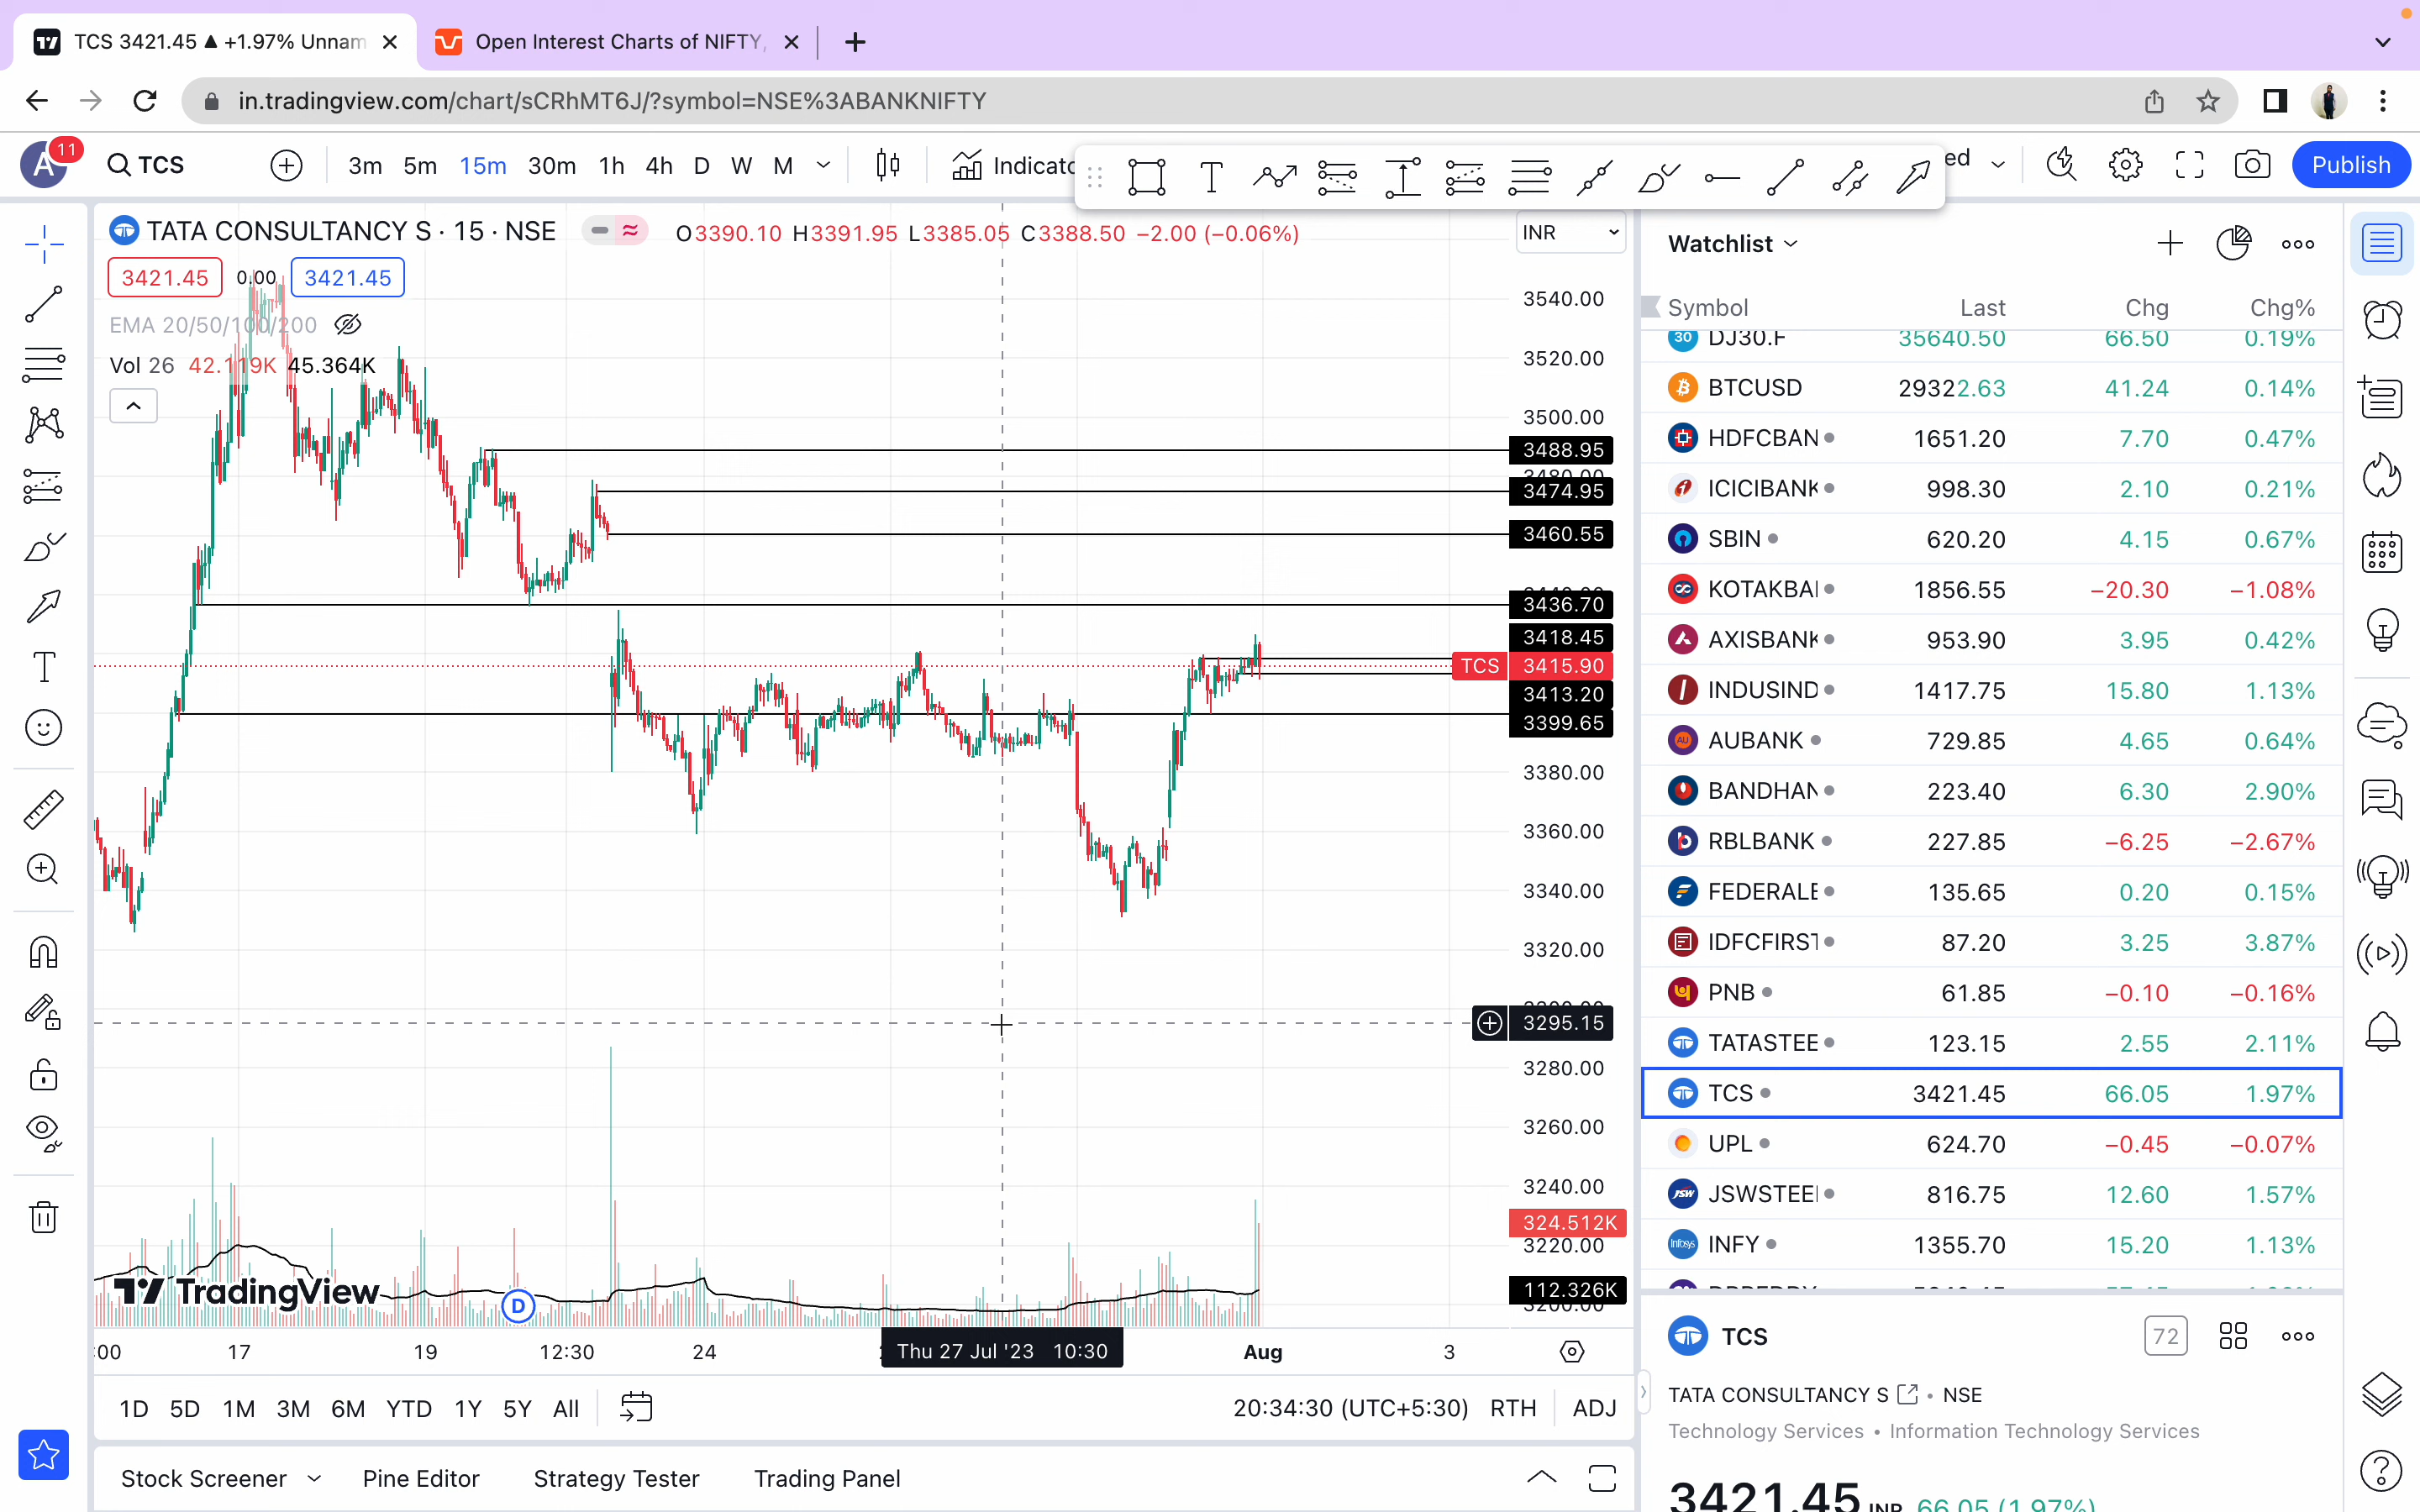 TCS 3421.45 ▲ +1.97% Unnam
Open Interest Charts of NIFTY,
in.tradingview.com/chart/sCRhMT6J/?symbol=NSE%3ABANKNIFTY
A 11 TCS 3m 5m 15m 30m 1h 4h D W M Indicato T ed Publish
TATA CONSULTANCY S · 15 · NSE O3390.10 H3391.95 L3385.05 C3388.50 −2.00 (−0.06%) INR
3421.45 0.00 3421.45
EMA 20/50/100/200
Vol 26 42.119K 45.364K
3540.00
3520.00
3500.00
3488.95
3480.00
3474.95
3460.55
3436.70
3418.45
TCS 3415.90
3413.20
3399.65
3380.00
3360.00
3340.00
3320.00
3295.15
3280.00
3260.00
3240.00
324.512K
3220.00
112.326K
3200.00
TradingView
D
:00 17 19 12:30 24 Thu 27 Jul '23 10:30 Aug 3
1D 5D 1M 3M 6M YTD 1Y 5Y All 20:34:30 (UTC+5:30) RTH ADJ
Stock Screener Pine Editor Strategy Tester Trading Panel
Watchlist
Symbol Last Chg Chg%
DJ30.F 35640.50 66.50 0.19%
BTCUSD 29322.63 41.24 0.14%
HDFCBAN 1651.20 7.70 0.47%
ICICIBANK 998.30 2.10 0.21%
SBIN 620.20 4.15 0.67%
KOTAKBAI 1856.55 −20.30 −1.08%
AXISBANK 953.90 3.95 0.42%
INDUSIND 1417.75 15.80 1.13%
AUBANK 729.85 4.65 0.64%
BANDHAN 223.40 6.30 2.90%
RBLBANK 227.85 −6.25 −2.67%
FEDERALE 135.65 0.20 0.15%
IDFCFIRST 87.20 3.25 3.87%
PNB 61.85 −0.10 −0.16%
TATASTEE 123.15 2.55 2.11%
TCS 3421.45 66.05 1.97%
UPL 624.70 −0.45 −0.07%
JSWSTEEI 816.75 12.60 1.57%
INFY 1355.70 15.20 1.13%
TCS 72
TATA CONSULTANCY S • NSE
Technology Services • Information Technology Services
3421.45 INR 66.05 (1.97%)